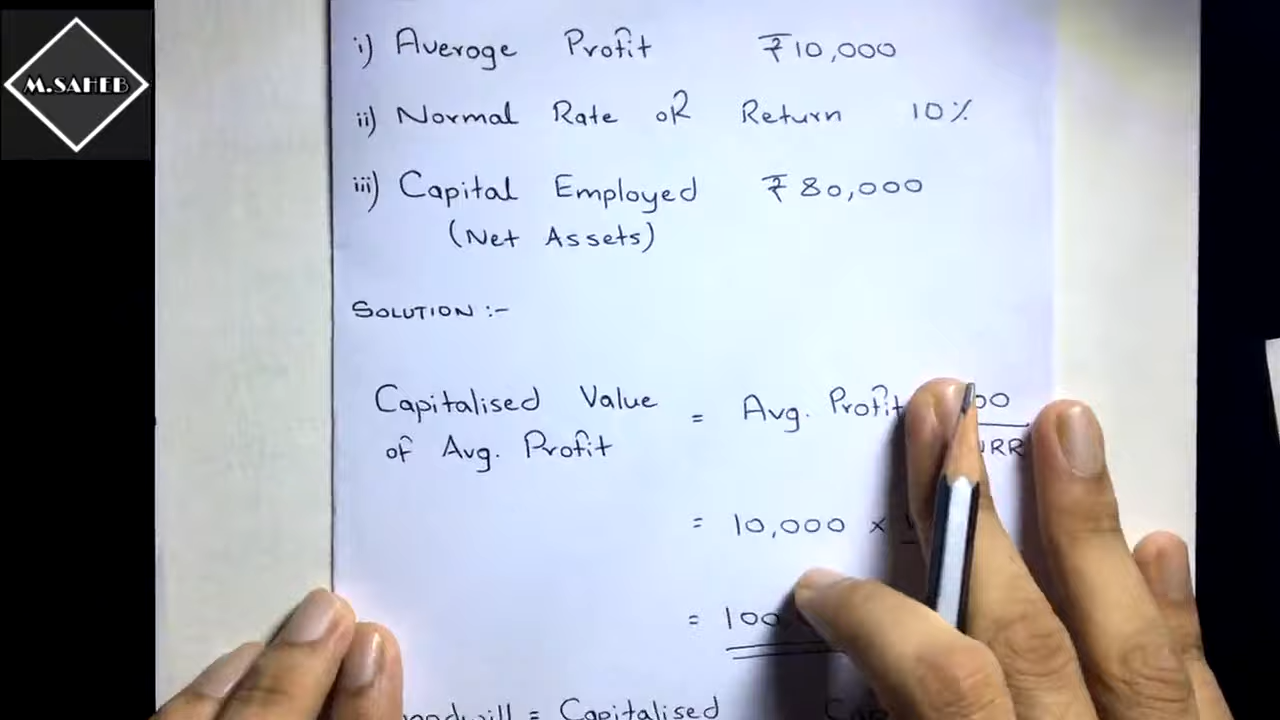 M.SAHEB
i) Averoge Profit ₹10,000
ii) Normal Rate oR Return 10%
iii) Capital Employed ₹80,000
(Net Assets)
SOLUTION :-
Capitalised Value = Avg. Profit
of Avg. Profit
= 10,000 ×
= 100
= Capitalised